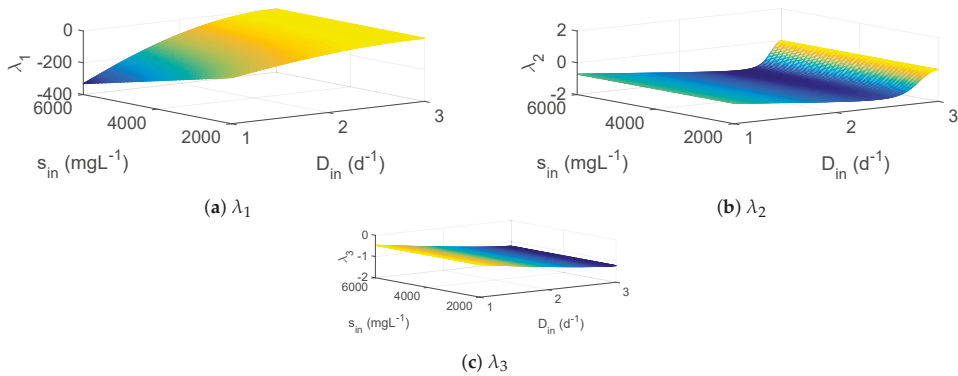 0
-200
-400
λ1
6000
4000
2000
s_in (mgL^-1)
1
2
3
D_in (d^-1)
(a) λ1
2
0
-2
λ2
6000
4000
2000
s_in (mgL^-1)
1
2
3
D_in (d^-1)
(b) λ2
0
-1
-2
λ3
6000
4000
2000
s_in (mgL^-1)
1
2
3
D_in (d^-1)
(c) λ3